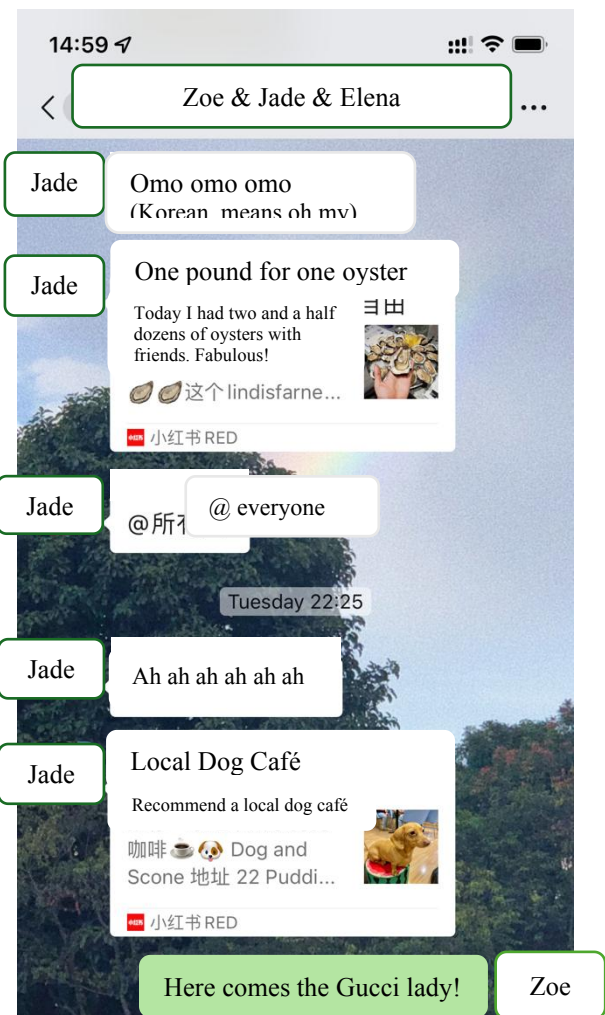 14:59
Zoe & Jade & Elena
Jade
Omo omo omo
(Korean, means oh my)
Jade
One pound for one oyster
Today I had two and a half
dozens of oysters with
friends. Fabulous!
自由
这个lindisfarne...
小红书 RED
Jade
@所有
@ everyone
Tuesday 22:25
Jade
Ah ah ah ah ah ah
Jade
Local Dog Café
Recommend a local dog café
咖啡☕🐶 Dog and
Scone 地址 22 Puddi...
小红书 RED
Here comes the Gucci lady!
Zoe